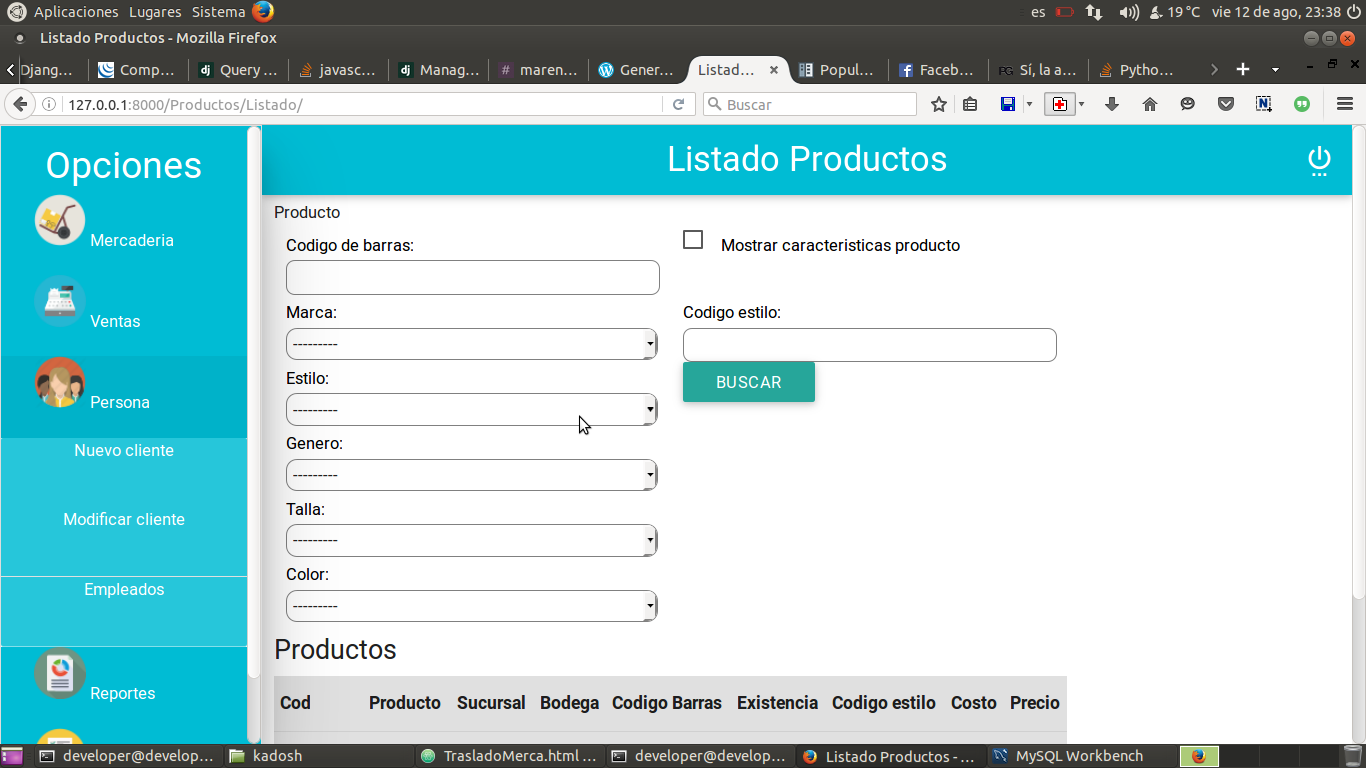 Aplicaciones Lugares Sistema es 19 °C vie 12 de ago, 23:38
Listado Productos - Mozilla Firefox
Djang... Comp... Query ... javasc... Manag... maren... Gener... Listad... Popul... Faceb... PG Sí, la a... Pytho...
127.0.0.1:8000/Productos/Listado/ Buscar
Opciones
Mercaderia
Ventas
Persona
Nuevo cliente
Modificar cliente
Empleados
Reportes
Listado Productos
Producto
Codigo de barras:
Mostrar caracteristicas producto
Marca:
---------
Codigo estilo:
BUSCAR
Estilo:
---------
Genero:
---------
Talla:
---------
Color:
---------
Productos
Cod Producto Sucursal Bodega Codigo Barras Existencia Codigo estilo Costo Precio
developer@develop... kadosh TrasladoMerca.html ... developer@develop... Listado Productos - ... MySQL Workbench